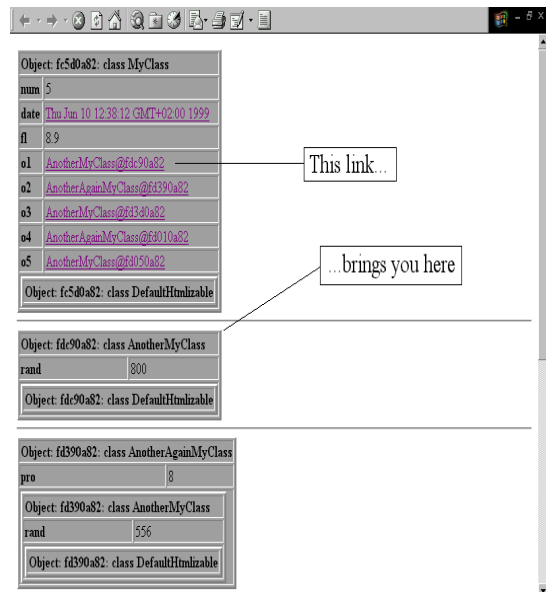 Object: fc5d0a82: class MyClass
num 5
date Thu Jun 10 12:38:12 GMT+02:00 1999
fl 8.9
o1 AnotherMyClass@fdc90a82
This link...
o2 AnotherAgainMyClass@fd390a82
o3 AnotherMyClass@fd3d0a82
o4 AnotherAgainMyClass@fd010a82
o5 AnotherMyClass@fd050a82
...brings you here
Object: fc5d0a82: class DefaultHtmlizable
Object: fdc90a82: class AnotherMyClass
rand 800
Object: fdc90a82: class DefaultHtmlizable
Object: fd390a82: class AnotherAgainMyClass
pro 8
Object: fd390a82: class AnotherMyClass
rand 556
Object: fd390a82: class DefaultHtmlizable